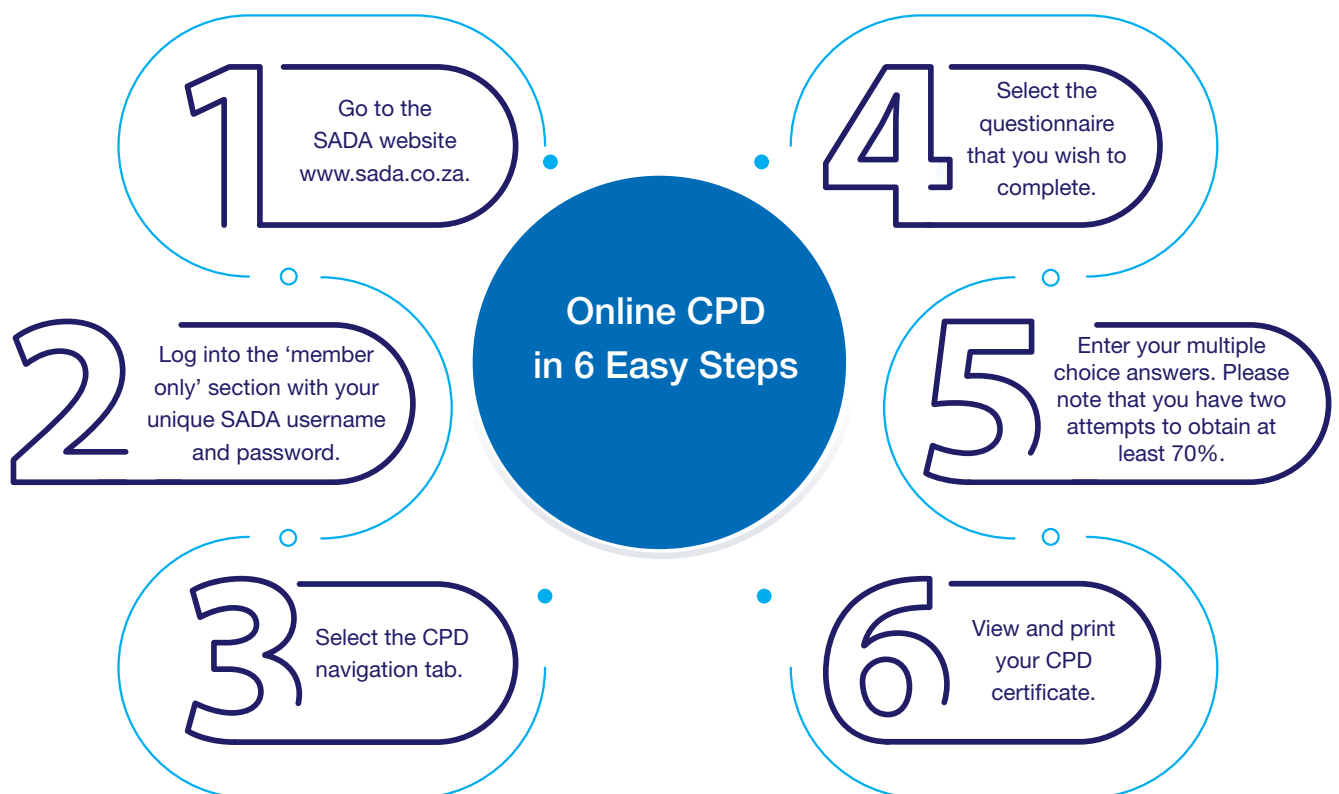 Online CPD
in 6 Easy Steps
1
Go to the
SADA website
www.sada.co.za.
2
Log into the ‘member
only’ section with your
unique SADA username
and password.
3
Select the CPD
navigation tab.
4
Select the
questionnaire
that you wish to
complete.
5
Enter your multiple
choice answers. Please
note that you have two
attempts to obtain at
least 70%.
6
View and print
your CPD
certificate.